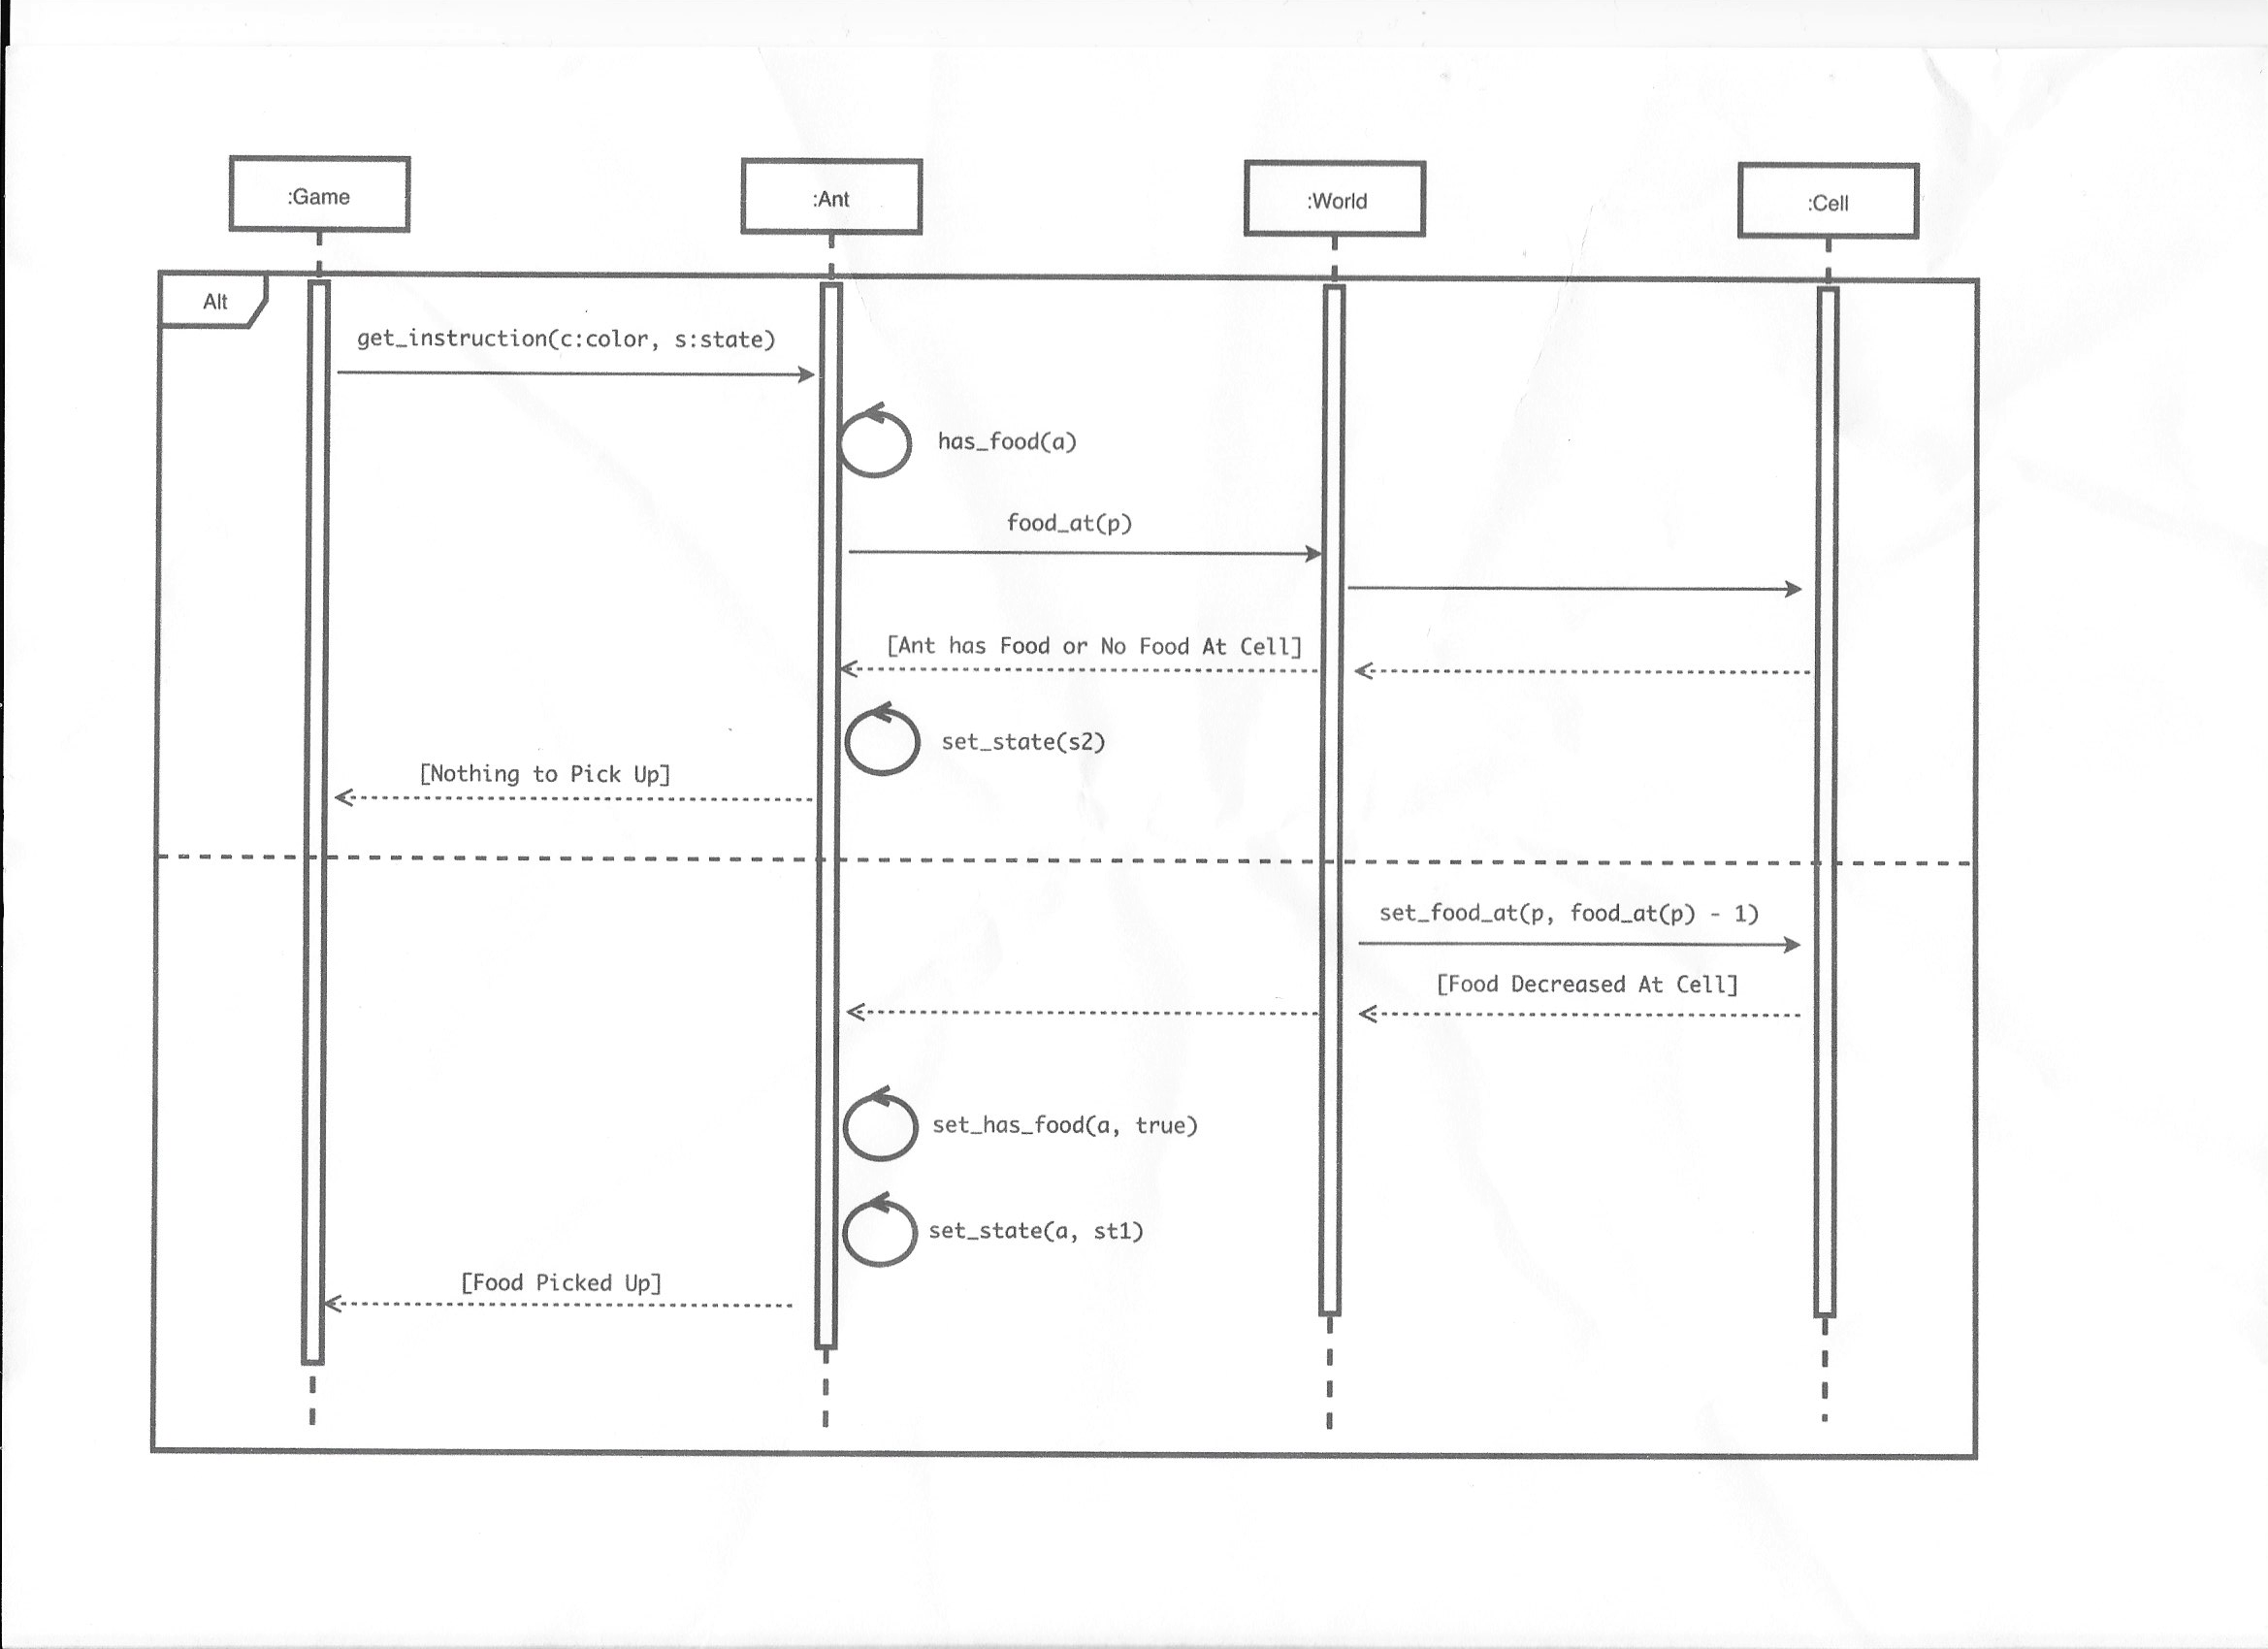 :Game
:Ant
:World
:Cell
Alt
get_instruction(c:color, s:state)
has_food(a)
food_at(p)
[Ant has Food or No Food At Cell]
set_state(s2)
[Nothing to Pick Up]
set_food_at(p, food_at(p) - 1)
[Food Decreased At Cell]
set_has_food(a, true)
set_state(a, st1)
[Food Picked Up]